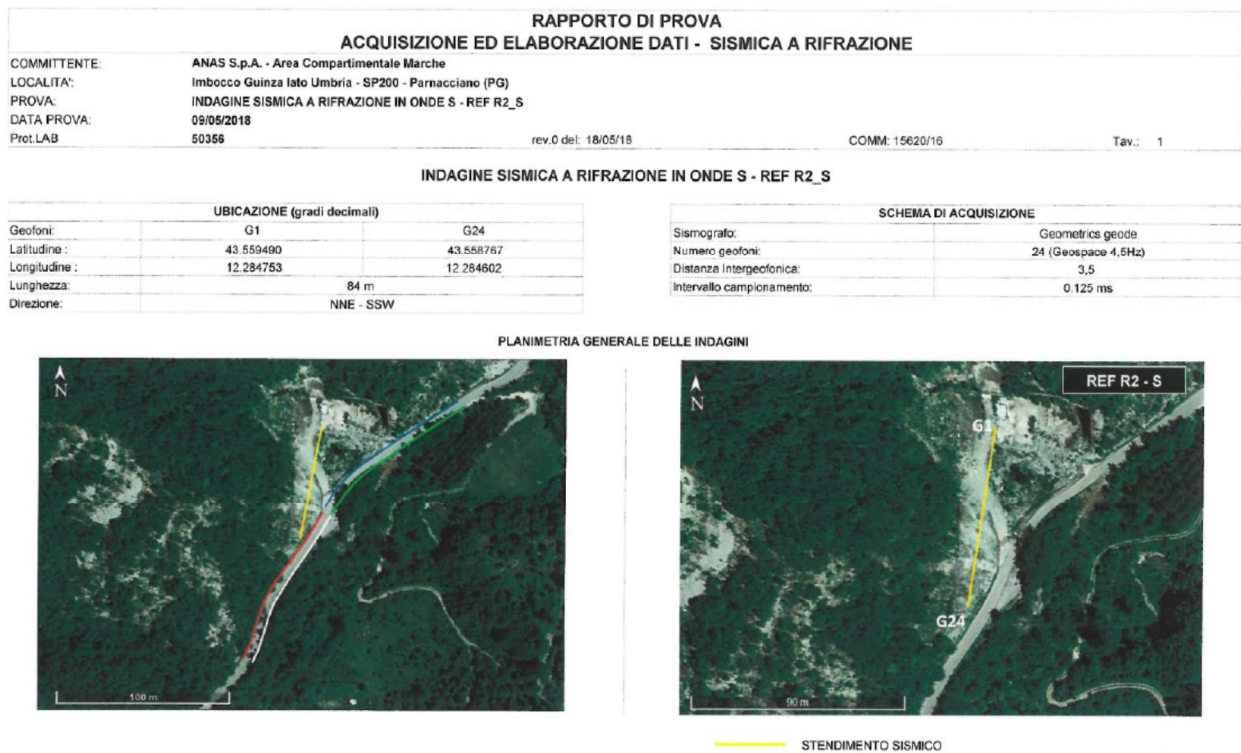 RAPPORTO DI PROVA
ACQUISIZIONE ED ELABORAZIONE DATI - SISMICA A RIFRAZIONE
COMMITTENTE: ANAS S.p.A. - Area Compartimentale Marche
LOCALITA': Imbocco Guinza lato Umbria - SP200 - Parnacciano (PG)
PROVA: INDAGINE SISMICA A RIFRAZIONE IN ONDE S - REF R2_S
DATA PROVA: 09/05/2018
Prot.LAB 50356 rev.0 del: 18/05/18 COMM: 15620/16 Tav.: 1
INDAGINE SISMICA A RIFRAZIONE IN ONDE S - REF R2_S
UBICAZIONE (gradi decimali)
Geofoni: G1 G24
Latitudine : 43.559490 43.558767
Longitudine : 12.284753 12.284602
Lunghezza: 84 m
Direzione: NNE - SSW
SCHEMA DI ACQUISIZIONE
Sismografo: Geometrics geode
Numero geofoni: 24 (Geospace 4,5Hz)
Distanza Intergeofonica: 3,5
Intervallo campionamento: 0.125 ms
PLANIMETRIA GENERALE DELLE INDAGINI
N
100 m
N
REF R2 - S
G1
G24
90 m
STENDIMENTO SISMICO